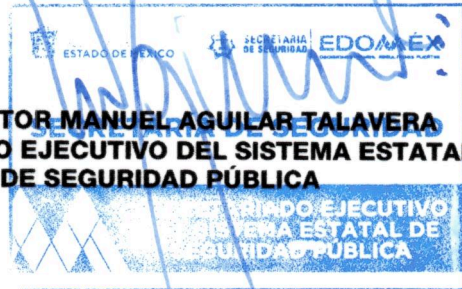 ESTADO DE MÉXICO
SECRETARÍA DE SEGURIDAD
EDOMÉX
TOR MANUEL AGUILAR TALAVERA
SECRETARÍA DE SEGURIDAD
O EJECUTIVO DEL SISTEMA ESTATAL
DE SEGURIDAD PÚBLICA
EJECUTIVO
SISTEMA ESTATAL DE
SEGURIDAD PÚBLICA